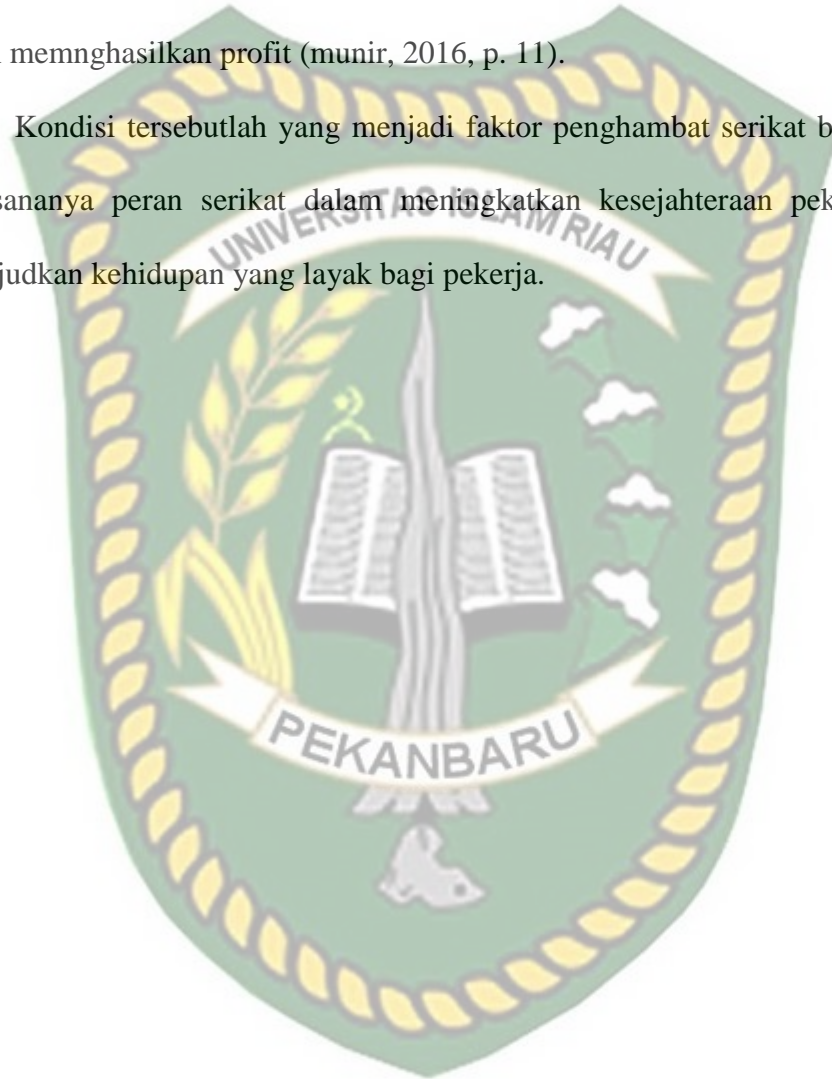 memnghasilkan profit (munir, 2016, p. 11).
Kondisi tersebutlah yang menjadi faktor penghambat serikat
sananya peran serikat dalam meningkatkan kesejahteraan
judkan kehidupan yang layak bagi pekerja.
UNIVERSITAS ISLAM RIAU
PEKANBARU